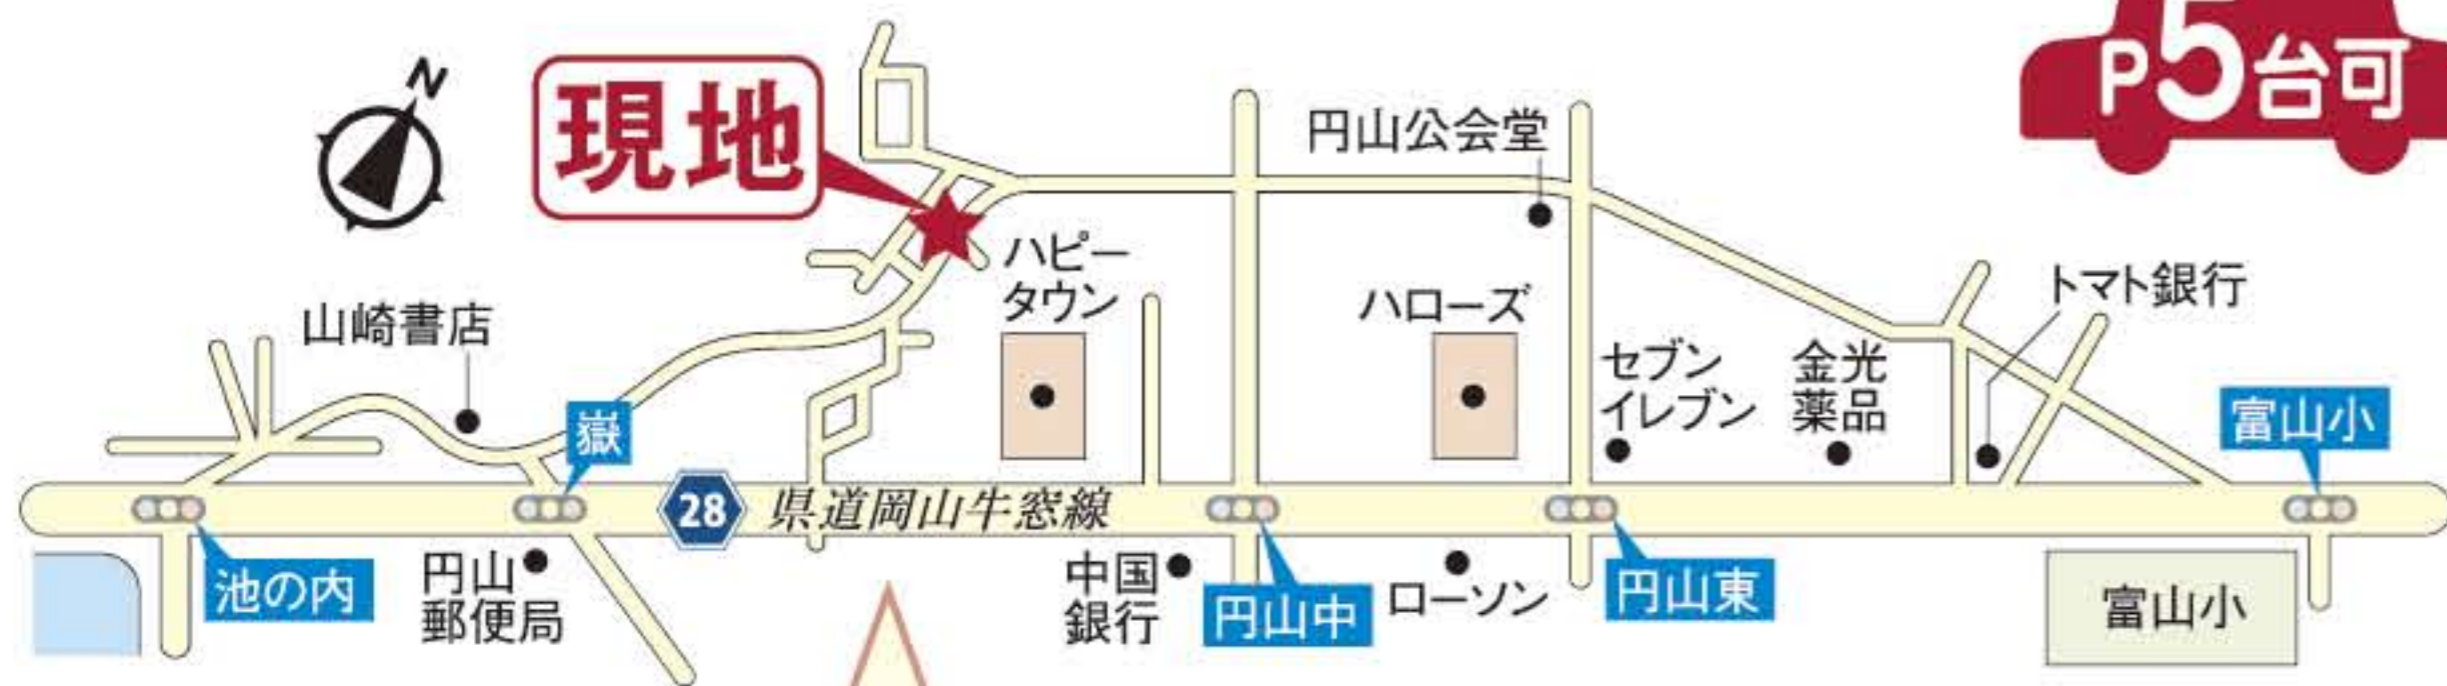 N
現地
P5台可
円山公会堂
ハピー
タウン
ハローズ
トマト銀行
山崎書店
セブン
イレブン
金光
薬品
嶽
富山小
28
県道岡山牛窓線
池の内
円山
郵便局
中国
銀行
円山中
ローソン
円山東
富山小